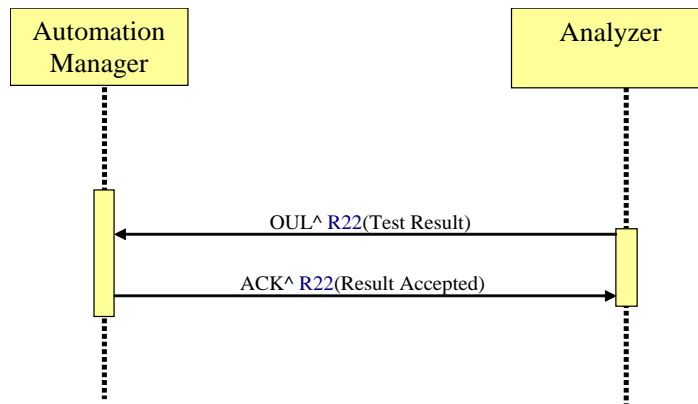 Automation
Manager
Analyzer
OUL^ R22(Test Result)
ACK^ R22(Result Accepted)